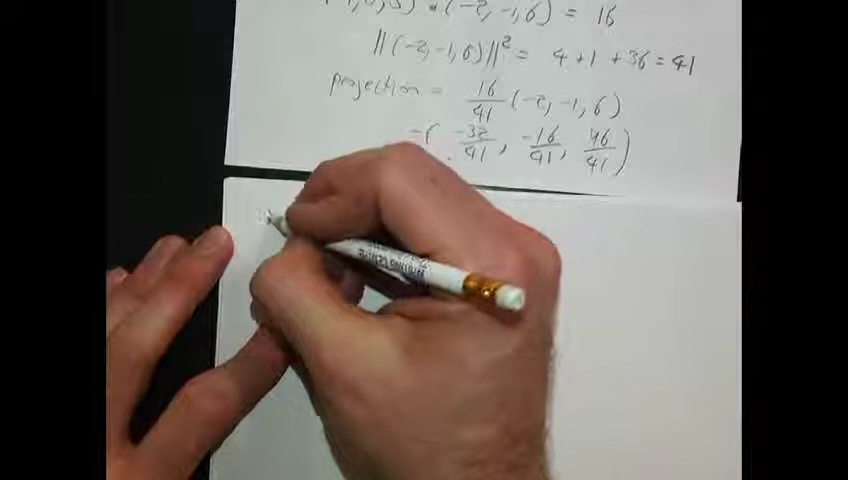 • (-2, -1, 6) = 16
||(-2, -1, 6)||² = 4 + 1 + 36 = 41
projection = 16/41 (-2, -1, 6)
= ( -32/41, -16/41, 46/41 )